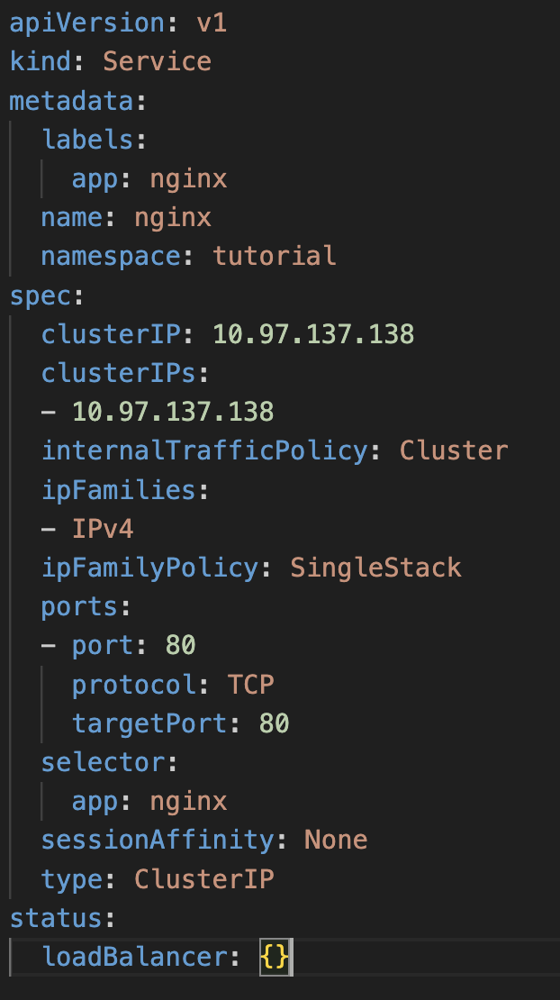 apiVersion: v1
kind: Service
metadata:
  labels:
    app: nginx
  name: nginx
  namespace: tutorial
spec:
  clusterIP: 10.97.137.138
  clusterIPs:
  - 10.97.137.138
  internalTrafficPolicy: Cluster
  ipFamilies:
  - IPv4
  ipFamilyPolicy: SingleStack
  ports:
  - port: 80
    protocol: TCP
    targetPort: 80
  selector:
    app: nginx
  sessionAffinity: None
  type: ClusterIP
status:
  loadBalancer: {}